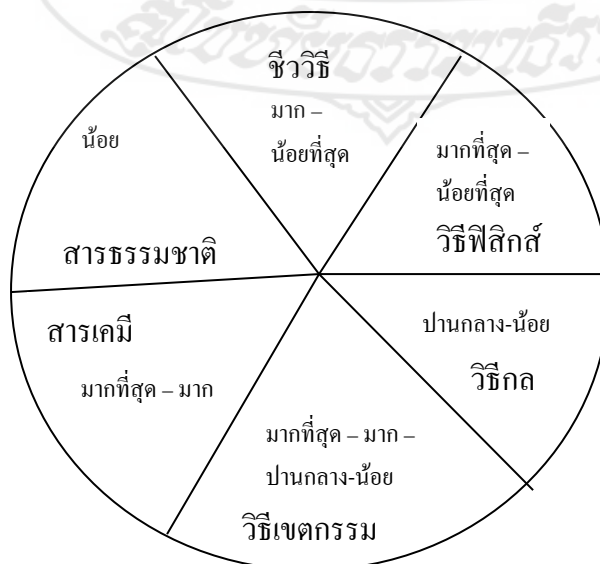 ชีววิธี
มาก –
น้อยที่สุด
มากที่สุด –
น้อยที่สุด
วิธีฟิสิกส์
ปานกลาง-น้อย
วิธีกล
มากที่สุด – มาก –
ปานกลาง-น้อย
วิธีเขตกรรม
สารเคมี
มากที่สุด – มาก
น้อย
สารธรรมชาติ